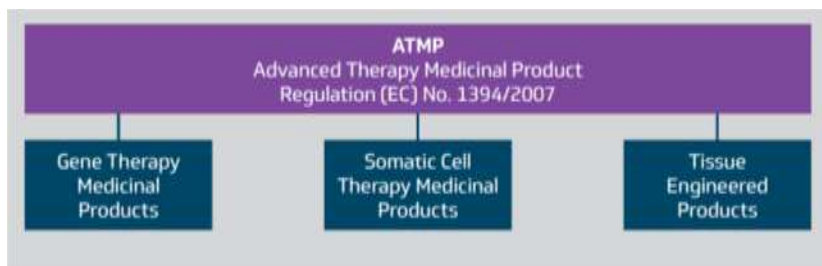 ATMP
Advanced Therapy Medicinal Product
Regulation (EC) No. 1394/2007
Gene Therapy
Medicinal
Products
Somatic Cell
Therapy Medicinal
Products
Tissue
Engineered
Products